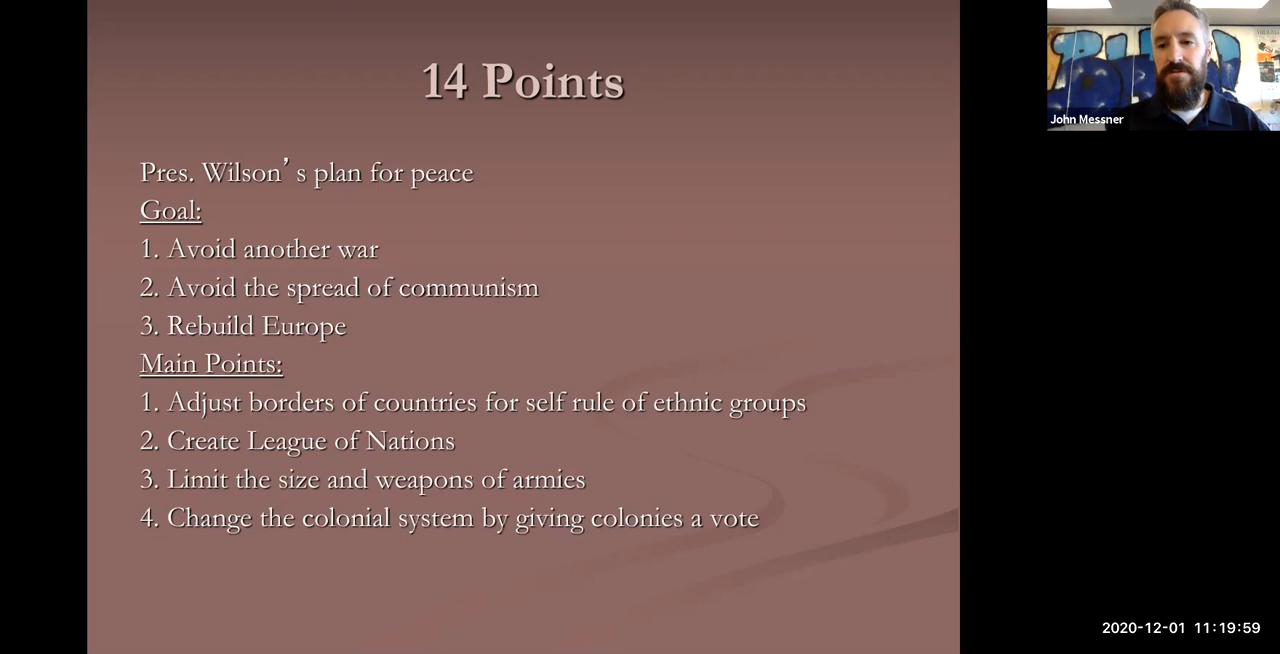 14 Points
Pres. Wilson’s plan for peace
Goal:
1. Avoid another war
2. Avoid the spread of communism
3. Rebuild Europe
Main Points:
1. Adjust borders of countries for self rule of ethnic groups
2. Create League of Nations
3. Limit the size and weapons of armies
4. Change the colonial system by giving colonies a vote
John Messner
2020-12-01 11:19:59